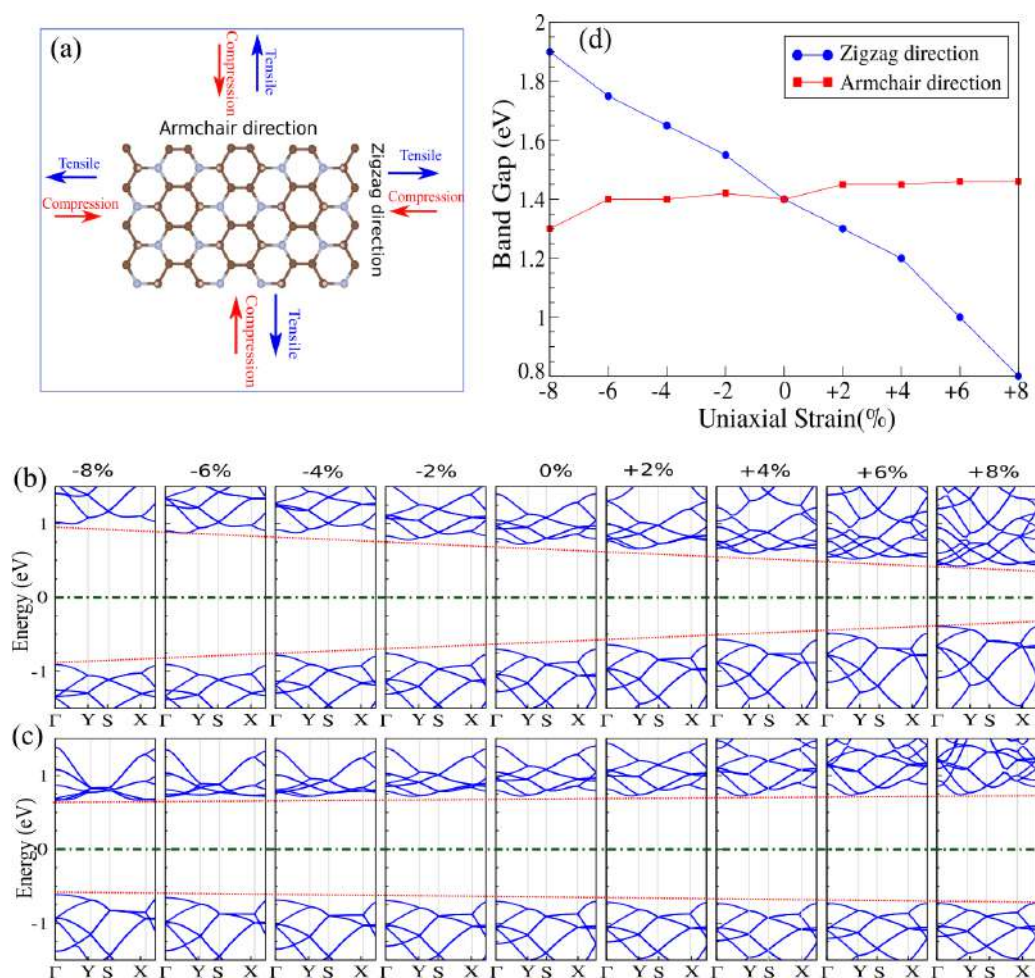 (a)
Compression
Tensile
Armchair direction
Tensile
Compression
Zigzag direction
Tensile
Compression
Compression
Tensile
(d)
Zigzag direction
Armchair direction
Band Gap (eV)
2
1.8
1.6
1.4
1.2
1
0.8
-8 -6 -4 -2 0 +2 +4 +6 +8
Uniaxial Strain(%)
-8% -6% -4% -2% 0% +2% +4% +6% +8%
(b)
Energy (eV)
1
0
-1
Γ Y S X Γ Y S X Γ Y S X Γ Y S X Γ Y S X Γ Y S X Γ Y S X Γ Y S X Γ Y S X
(c)
Energy (eV)
1
0
-1
Γ Y S X Γ Y S X Γ Y S X Γ Y S X Γ Y S X Γ Y S X Γ Y S X Γ Y S X Γ Y S X